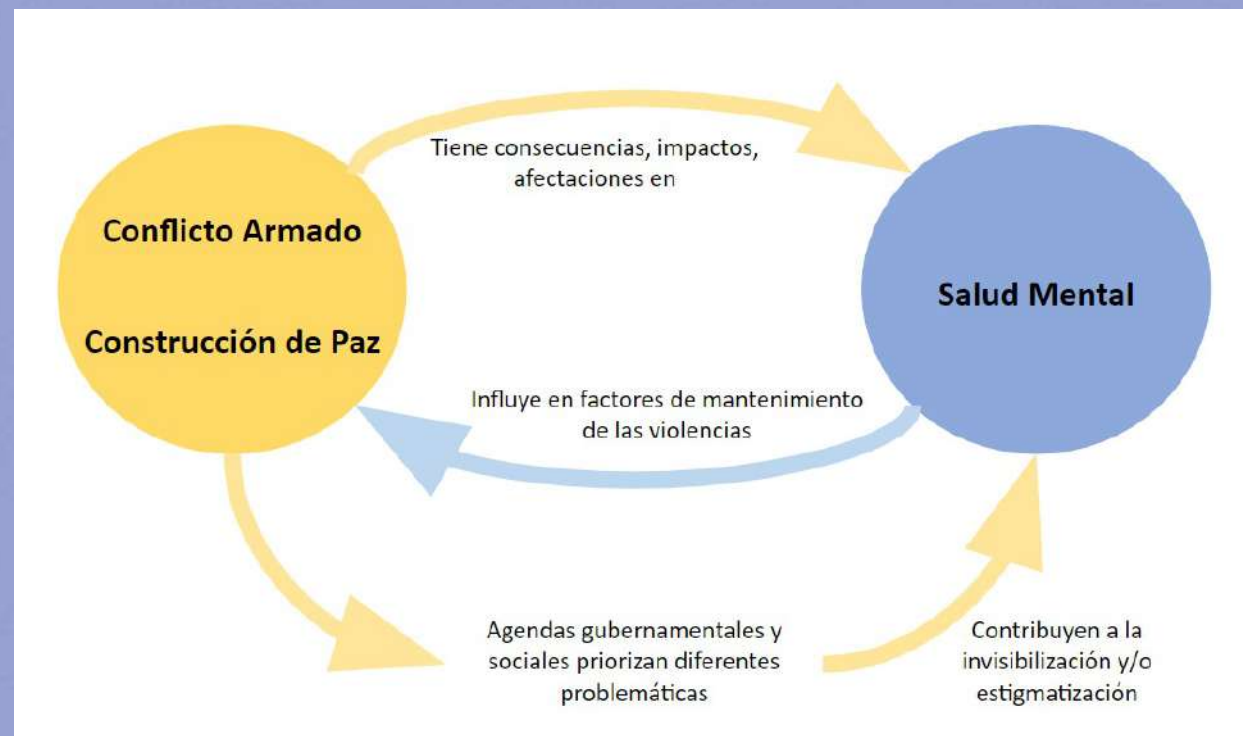 Tiene consecuencias, impactos,
afectaciones en
Conflicto Armado
Construcción de Paz
Salud Mental
Influye en factores de mantenimiento
de las violencias
Agendas gubernamentales y
sociales priorizan diferentes
problemáticas
Contribuyen a la
invisibilización y/o
estigmatización